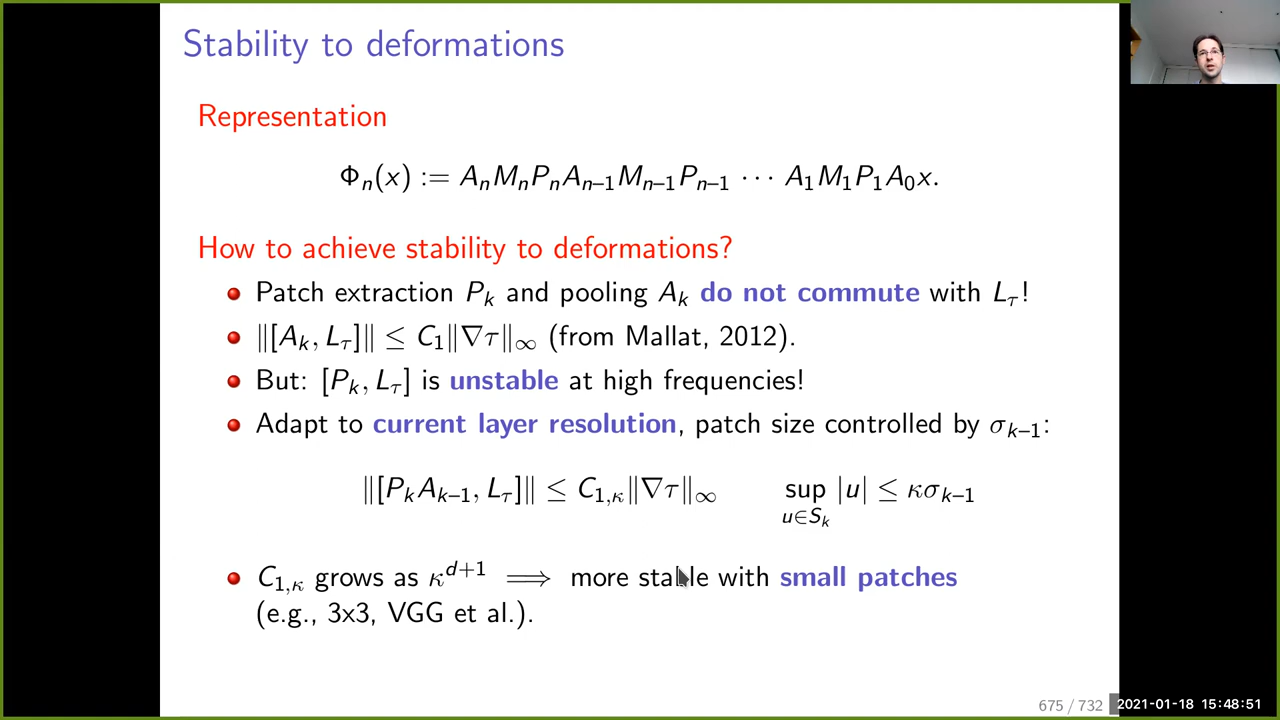 Stability to deformations
Representation
Φn(x) := AnMnPnAn–1Mn–1Pn–1 ··· A1M1P1A0x.
How to achieve stability to deformations?
Patch extraction Pk and pooling Ak do not commute with Lτ!
‖[Ak, Lτ]‖ ≤ C1‖∇τ‖∞ (from Mallat, 2012).
But: [Pk, Lτ] is unstable at high frequencies!
Adapt to current layer resolution, patch size controlled by σk–1:
‖[PkAk–1, Lτ]‖ ≤ C1,κ‖∇τ‖∞ sup u∈Sk |u| ≤ κσk–1
C1,κ grows as κ^d+1 ⟹ more stable with small patches
(e.g., 3x3, VGG et al.).
675 / 732
2021-01-18 15:48:51